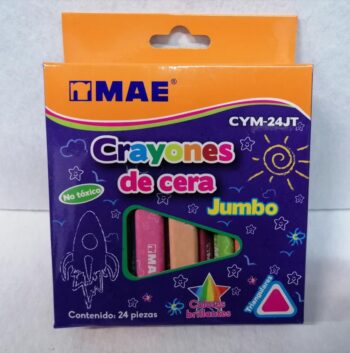 MAE®
CYM-24JT
Crayones
de cera
No tóxico
Jumbo
MAE
Colores
brillantes
Triangulares
Contenido: 24 piezas